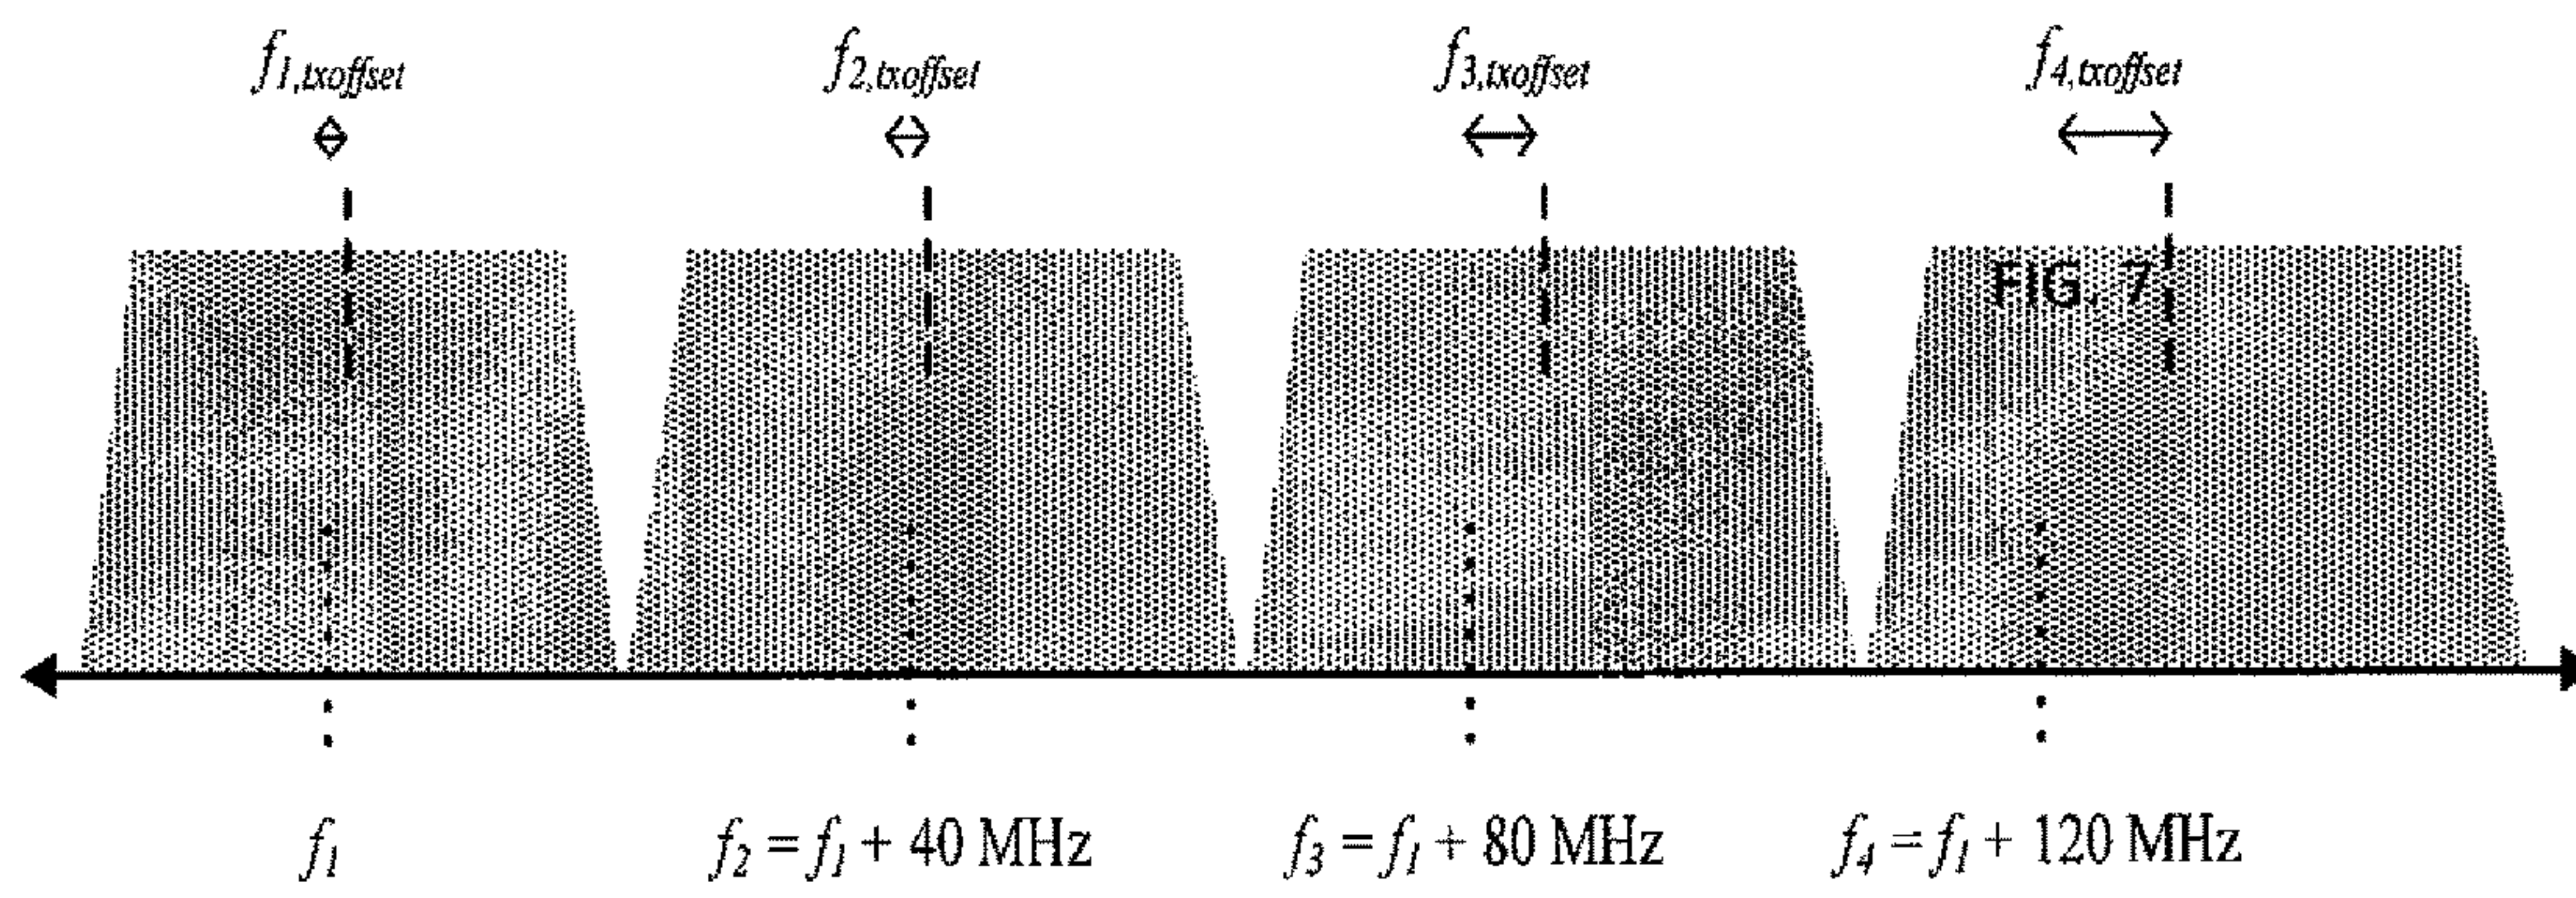 f1,txoffset
f2,txoffset
f3,txoffset
f4,txoffset
FIG. 7
f1
f2 = f1 + 40 MHz
f3 = f1 + 80 MHz
f4 = f1 + 120 MHz